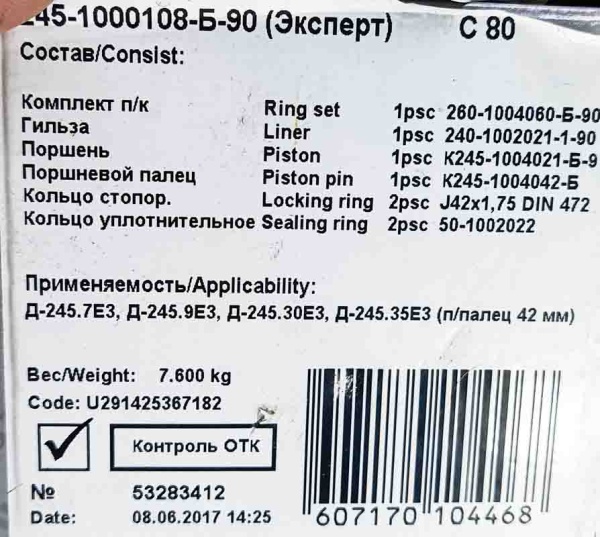 245-1000108-Б-90 (Эксперт) С 80
Состав/Consist:
Комплект п/к Ring set 1psc 260-1004060-Б-90
Гильза Liner 1psc 240-1002021-1-90
Поршень Piston 1psc К245-1004021-Б-9
Поршневой палец Piston pin 1psc К245-1004042-Б
Кольцо стопор. Locking ring 2psc J42x1,75 DIN 472
Кольцо уплотнительное Sealing ring 2psc 50-1002022
Применяемость/Applicability:
Д-245.7Е3, Д-245.9Е3, Д-245.30Е3, Д-245.35Е3 (п/палец 42 мм)
Вес/Weight: 7.600 kg
Code: U291425367182
Контроль ОТК
№ 53283412
Date: 08.06.2017 14:25
607170 104468